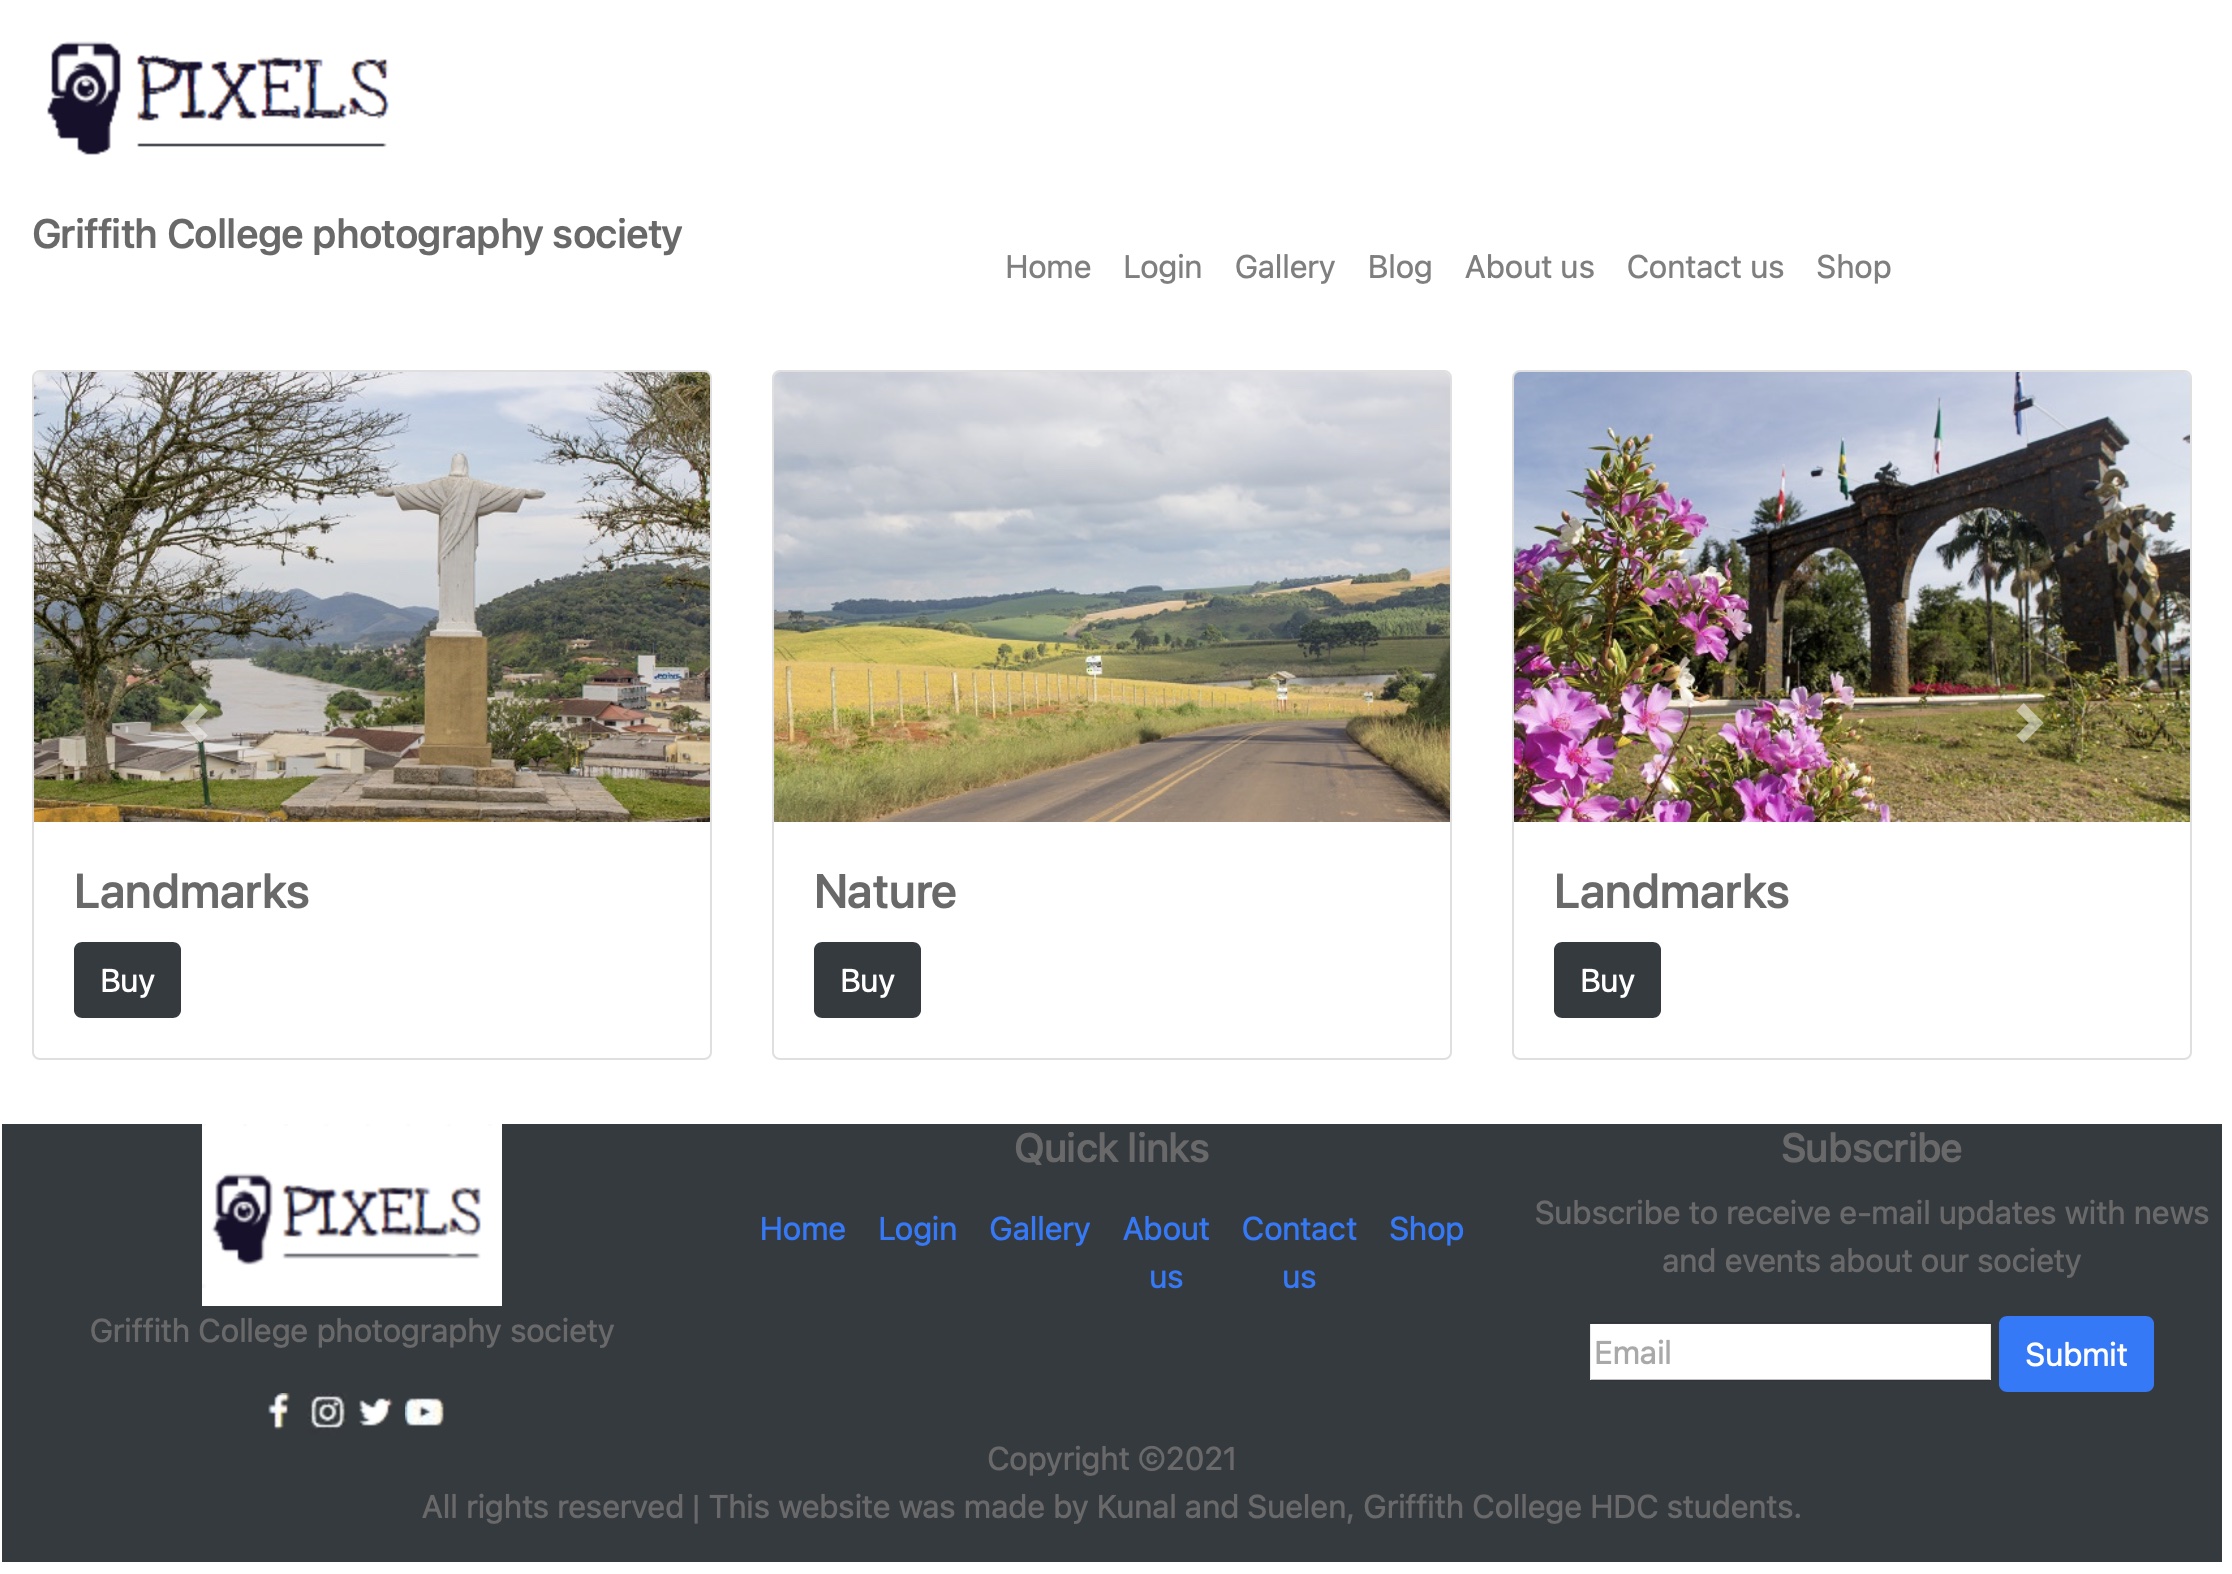 PIXELS
Griffith College photography society
Home Login Gallery Blog About us Contact us Shop
Landmarks
Buy
Nature
Buy
Landmarks
Buy
PIXELS
Griffith College photography society
Quick links
Home Login Gallery About us Contact us Shop
Subscribe
Subscribe to receive e-mail updates with news
and events about our society
Email Submit
Copyright ©2021
All rights reserved | This website was made by Kunal and Suelen, Griffith College HDC students.